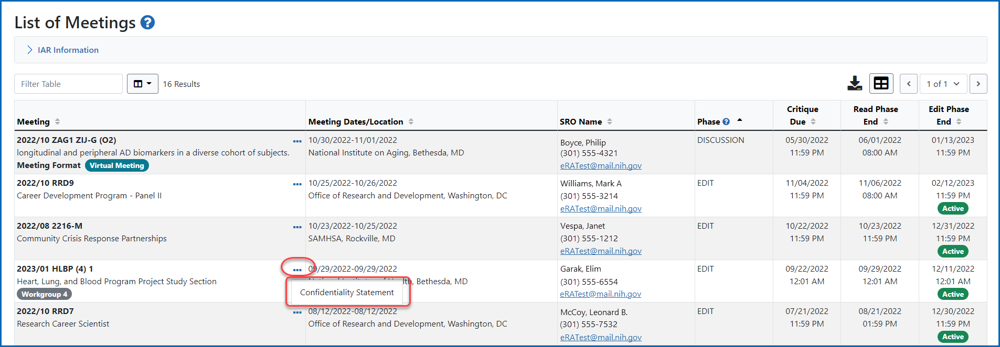 List of Meetings ?
IAR Information
Filter Table
16 Results
1 of 1
Meeting Meeting Dates/Location SRO Name Phase ? Critique Due Read Phase End Edit Phase End
2022/10 ZAG1 ZIJ-G (O2)
longitudinal and peripheral AD biomarkers in a diverse cohort of subjects.
Meeting Format Virtual Meeting
10/30/2022-11/01/2022
National Institute on Aging, Bethesda, MD
Boyce, Philip
(301) 555-4321
eRATest@mail.nih.gov
DISCUSSION
05/30/2022
11:59 PM
06/01/2022
08:00 AM
01/13/2023
11:59 PM
2022/10 RRD9
Career Development Program - Panel II
10/25/2022-10/26/2022
Office of Research and Development, Washington, DC
Williams, Mark A
(301) 555-3214
eRATest@mail.nih.gov
EDIT
11/04/2022
11:59 PM
11/06/2022
08:00 AM
02/12/2023
11:59 PM
Active
2022/08 2216-M
Community Crisis Response Partnerships
10/23/2022-10/25/2022
SAMHSA, Rockville, MD
Vespa, Janet
(301) 555-1212
eRATest@mail.nih.gov
EDIT
10/22/2022
11:59 PM
10/23/2022
11:59 PM
12/31/2022
11:59 PM
Active
2023/01 HLBP (4) 1
Heart, Lung, and Blood Program Project Study Section
Workgroup 4
09/29/2022-09/29/2022
Bethesda, MD
Confidentiality Statement
Garak, Elim
(301) 555-6554
eRATest@mail.nih.gov
EDIT
09/22/2022
12:01 AM
09/29/2022
12:01 AM
12/11/2022
12:01 AM
Active
2022/10 RRD7
Research Career Scientist
08/12/2022-08/12/2022
Office of Research and Development, Washington, DC
McCoy, Leonard B.
(301) 555-7532
eRATest@mail.nih.gov
EDIT
07/21/2022
11:59 PM
08/21/2022
01:59 PM
12/30/2022
11:59 PM
Active